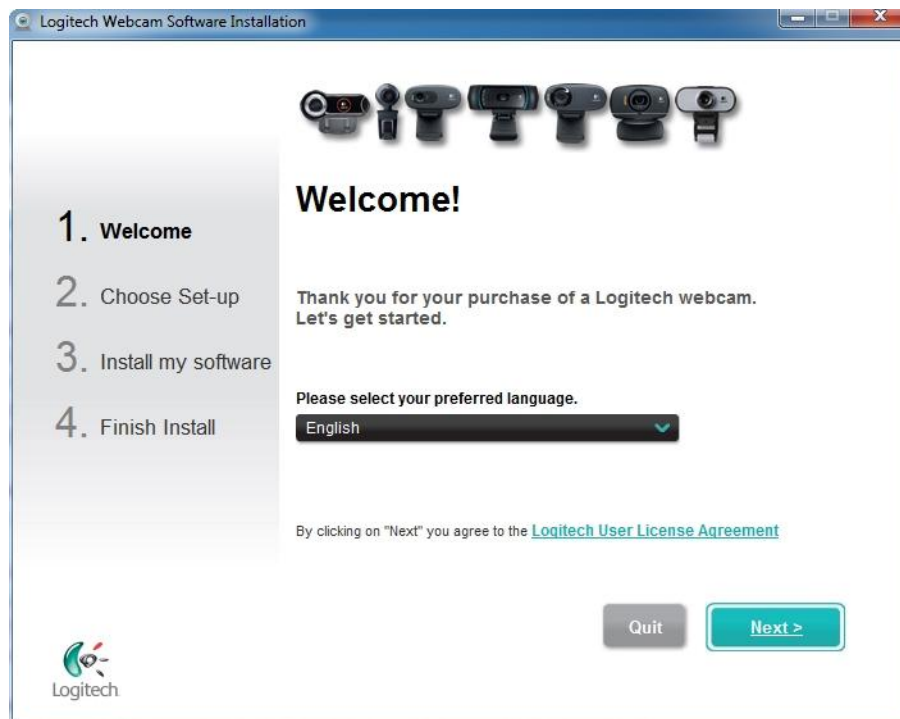 Logitech Webcam Software Installation
Welcome!
1. Welcome
2. Choose Set-up
3. Install my software
4. Finish Install
Thank you for your purchase of a Logitech webcam.
Let's get started.
Please select your preferred language.
English
By clicking on "Next" you agree to the Logitech User License Agreement
Quit
Next >
Logitech